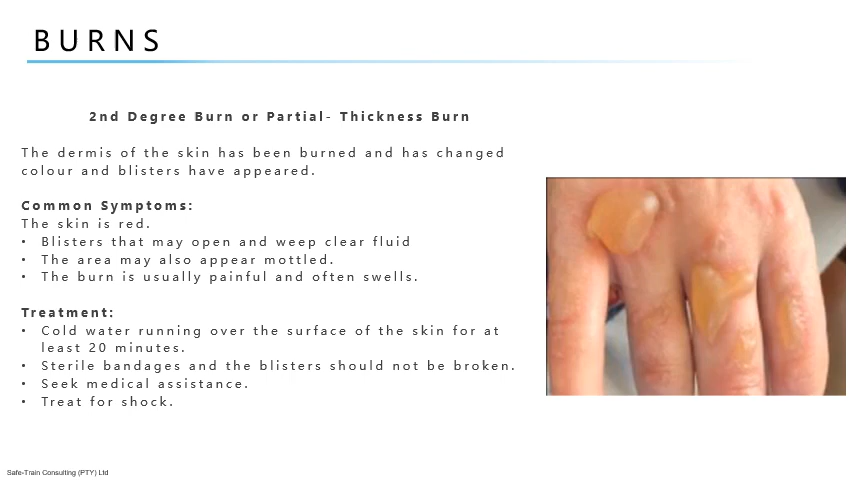 BURNS
2nd Degree Burn or Partial- Thickness Burn
The dermis of the skin has been burned and has changed
colour and blisters have appeared.
Common Symptoms:
The skin is red.
• Blisters that may open and weep clear fluid
• The area may also appear mottled.
• The burn is usually painful and often swells.
Treatment:
• Cold water running over the surface of the skin for at
least 20 minutes.
• Sterile bandages and the blisters should not be broken.
• Seek medical assistance.
• Treat for shock.
Safe-Train Consulting (PTY) Ltd